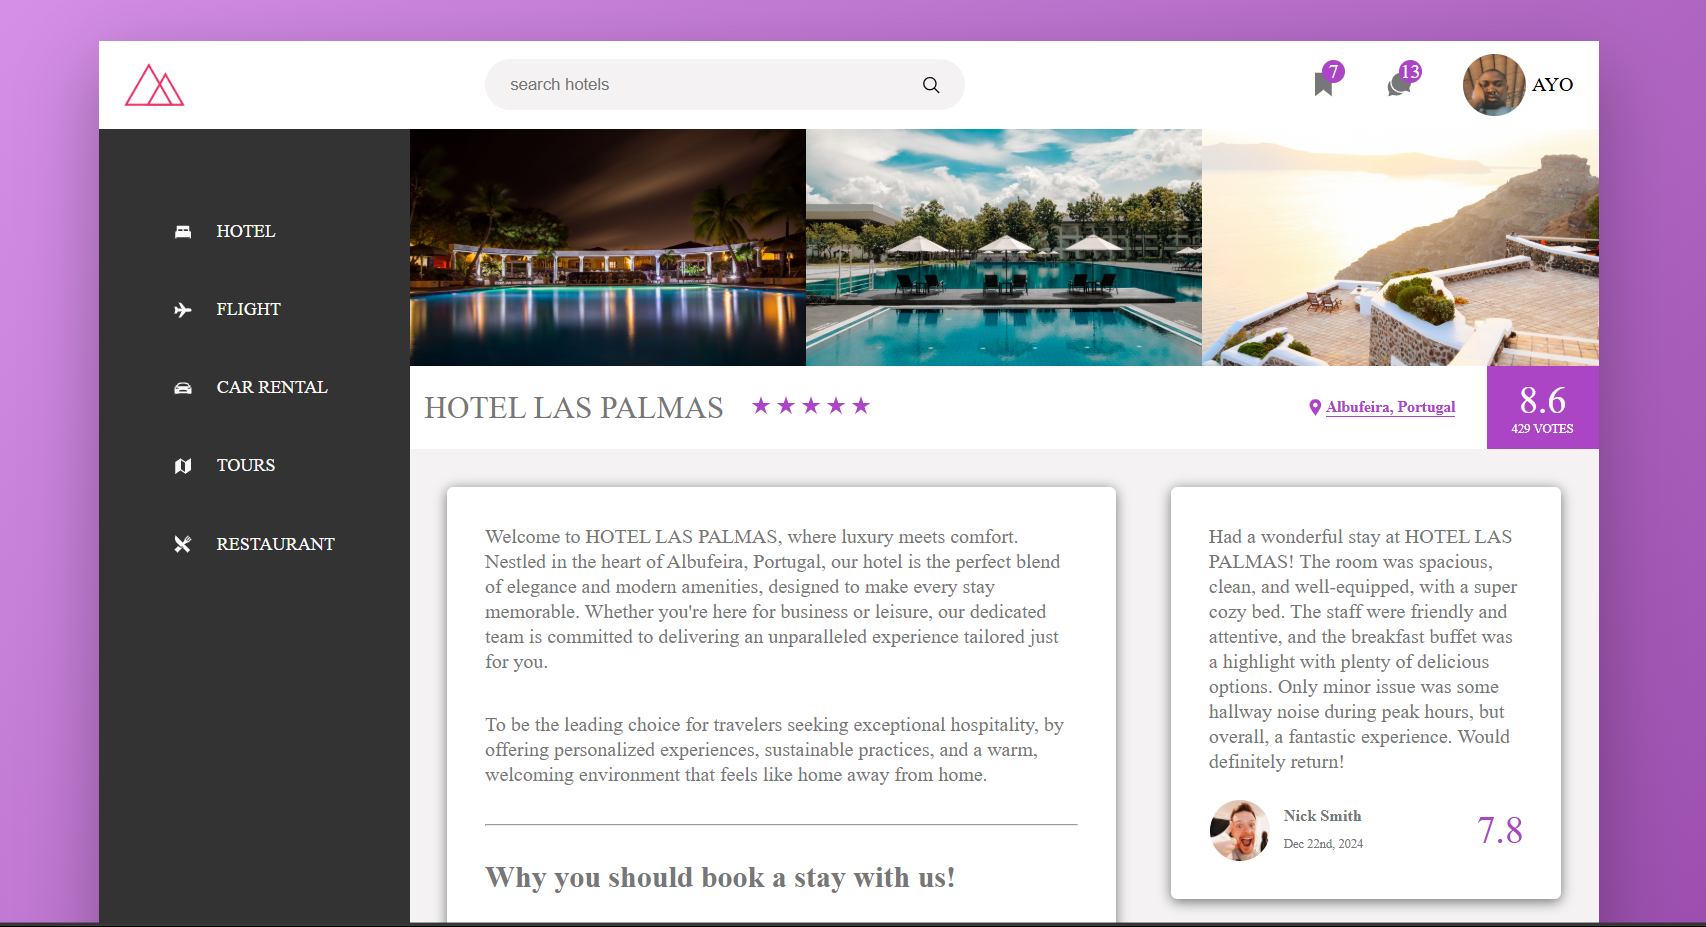 search hotels
7
13
AYO
HOTEL
FLIGHT
CAR RENTAL
TOURS
RESTAURANT
HOTEL LAS PALMAS
Albufeira, Portugal
8.6
429 VOTES
Welcome to HOTEL LAS PALMAS, where luxury meets comfort.
Nestled in the heart of Albufeira, Portugal, our hotel is the perfect blend
of elegance and modern amenities, designed to make every stay
memorable. Whether you're here for business or leisure, our dedicated
team is committed to delivering an unparalleled experience tailored just
for you.
To be the leading choice for travelers seeking exceptional hospitality, by
offering personalized experiences, sustainable practices, and a warm,
welcoming environment that feels like home away from home.
Why you should book a stay with us!
Had a wonderful stay at HOTEL LAS
PALMAS! The room was spacious,
clean, and well-equipped, with a super
cozy bed. The staff were friendly and
attentive, and the breakfast buffet was
a highlight with plenty of delicious
options. Only minor issue was some
hallway noise during peak hours, but
overall, a fantastic experience. Would
definitely return!
Nick Smith
Dec 22nd, 2024
7.8